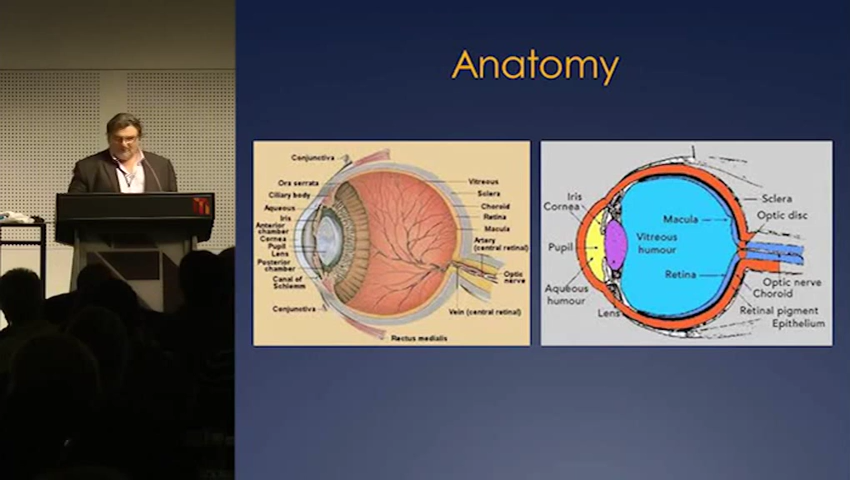 Anatomy
Conjunctiva
Ora serrata
Ciliary body
Aqueous
Iris
Anterior
chamber
Cornea
Pupil
Lens
Posterior
chamber
Canal of
Schlemm
Conjunctiva
Vitreous
Sclera
Choroid
Retina
Macula
Artery
(central retinal)
Optic
nerve
Vein (central retinal)
Rectus medialis
Iris
Cornea
Pupil
Aqueous
humour
Lens
Macula
Vitreous
humour
Retina
Sclera
Optic disc
Optic nerve
Choroid
Retinal pigment
Epithelium